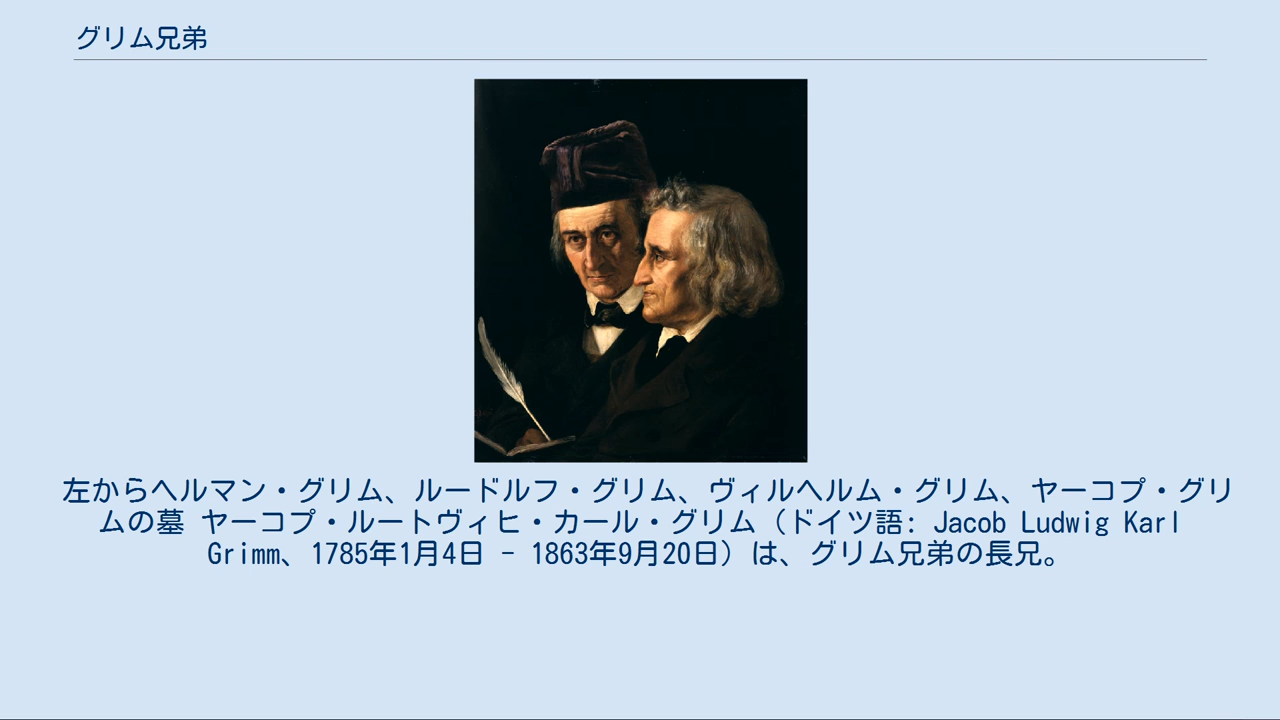 グリム兄弟
左からヘルマン・グリム、ルードルフ・グリム、ヴィルヘルム・グリム、ヤーコプ・グリ
ムの墓 ヤーコプ・ルートヴィヒ・カール・グリム（ドイツ語: Jacob Ludwig Karl
Grimm、1785年1月4日 - 1863年9月20日）は、グリム兄弟の長兄。